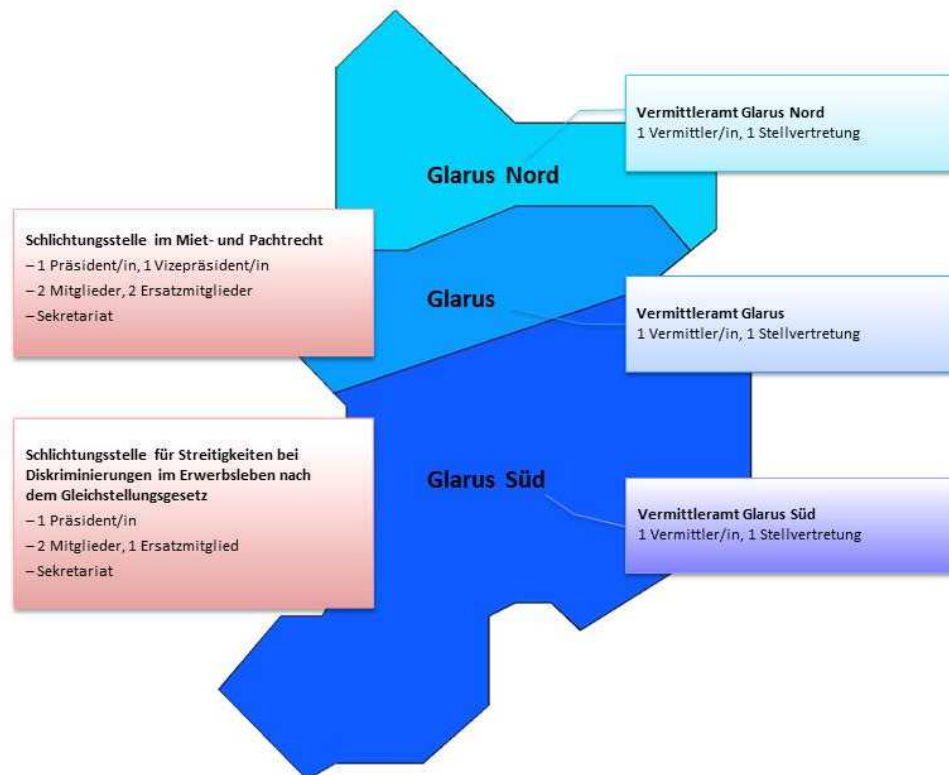 Vermittleramt Glarus Nord
1 Vermittler/in, 1 Stellvertretung
Glarus Nord
Schlichtungsstelle im Miet- und Pachtrecht
– 1 Präsident/in, 1 Vizepräsident/in
– 2 Mitglieder, 2 Ersatzmitglieder
– Sekretariat
Glarus
Vermittleramt Glarus
1 Vermittler/in, 1 Stellvertretung
Schlichtungsstelle für Streitigkeiten bei
Diskriminierungen im Erwerbsleben nach
dem Gleichstellungsgesetz
– 1 Präsident/in
– 2 Mitglieder, 1 Ersatzmitglied
– Sekretariat
Glarus Süd
Vermittleramt Glarus Süd
1 Vermittler/in, 1 Stellvertretung